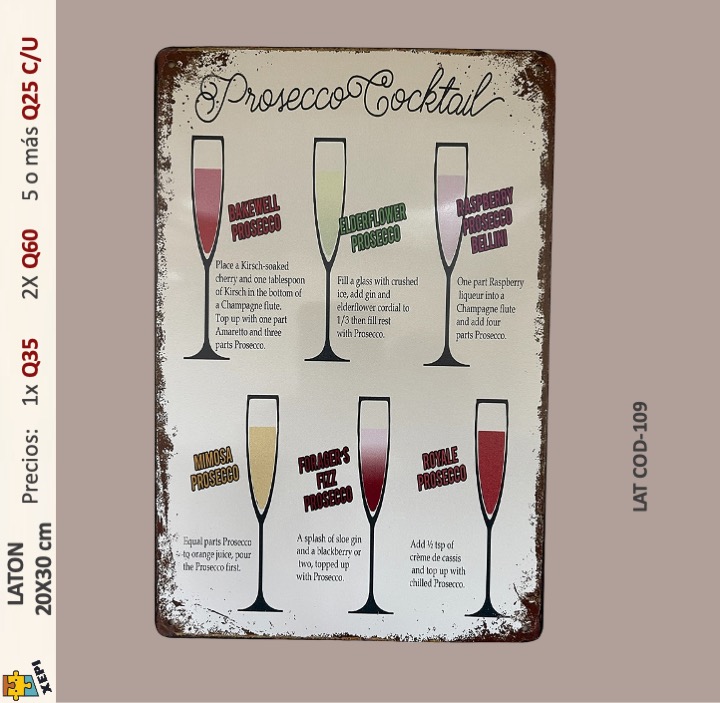 Prosecco Cocktail
BAKEWELL
PROSECCO
Place a Kirsch-soaked
cherry and one tablespoon
of Kirsch in the bottom of
a Champagne flute.
Top up with one part
Amaretto and three
parts Prosecco.
ELDERFLOWER
PROSECCO
Fill a glass with crushed
ice, add gin and
elderflower cordial to
1/3 then fill rest
with Prosecco.
RASPBERRY
PROSECCO
BELLINI
One part Raspberry
liqueur into a
Champagne flute
and add four
parts Prosecco.
MIMOSA
PROSECCO
Equal parts Prosecco
to orange juice, pour
the Prosecco first.
FORAGER'S
FIZZ
PROSECCO
A splash of sloe gin
and a blackberry or
two, topped up
with Prosecco.
ROYALE
PROSECCO
Add ½ tsp of
crème de cassis
and top up with
chilled Prosecco.
LATON
20X30 cm
Precios: 1x Q35 2X Q60 5 o más Q25 C/U
XEPI
LAT COD-109